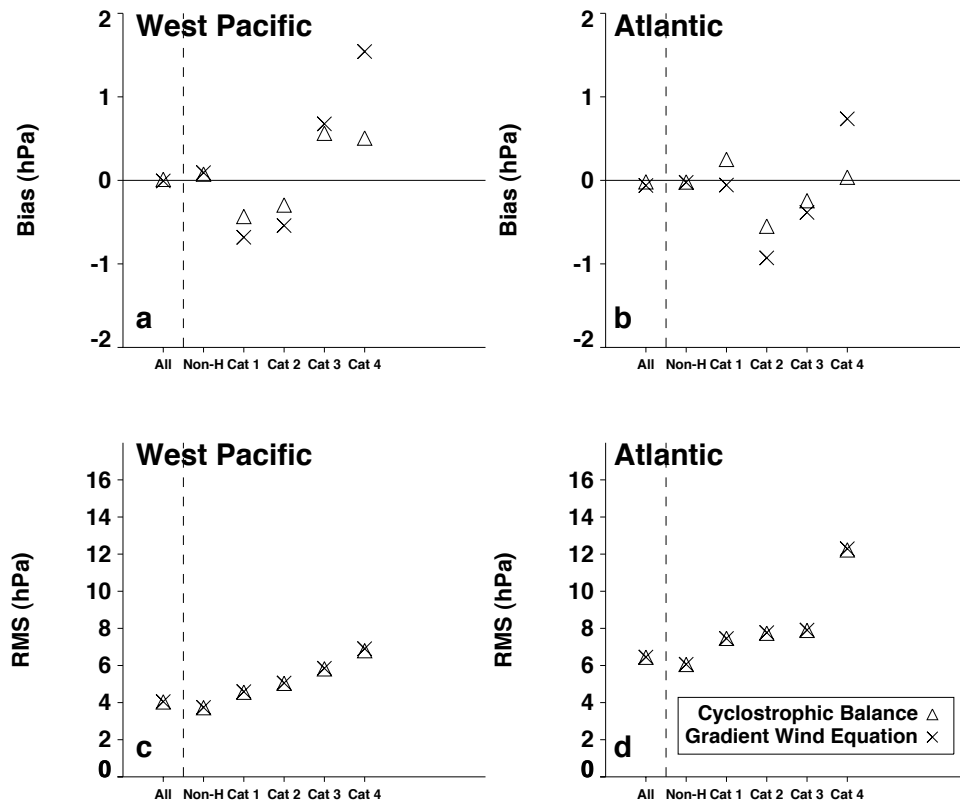 West Pacific
Bias (hPa)
2
1
0
-1
-2
a
All Non-H Cat 1 Cat 2 Cat 3 Cat 4
Atlantic
Bias (hPa)
2
1
0
-1
-2
b
All Non-H Cat 1 Cat 2 Cat 3 Cat 4
West Pacific
RMS (hPa)
16
14
12
10
8
6
4
2
0
c
All Non-H Cat 1 Cat 2 Cat 3 Cat 4
Atlantic
RMS (hPa)
16
14
12
10
8
6
4
2
0
d
Cyclostrophic Balance
Gradient Wind Equation
All Non-H Cat 1 Cat 2 Cat 3 Cat 4